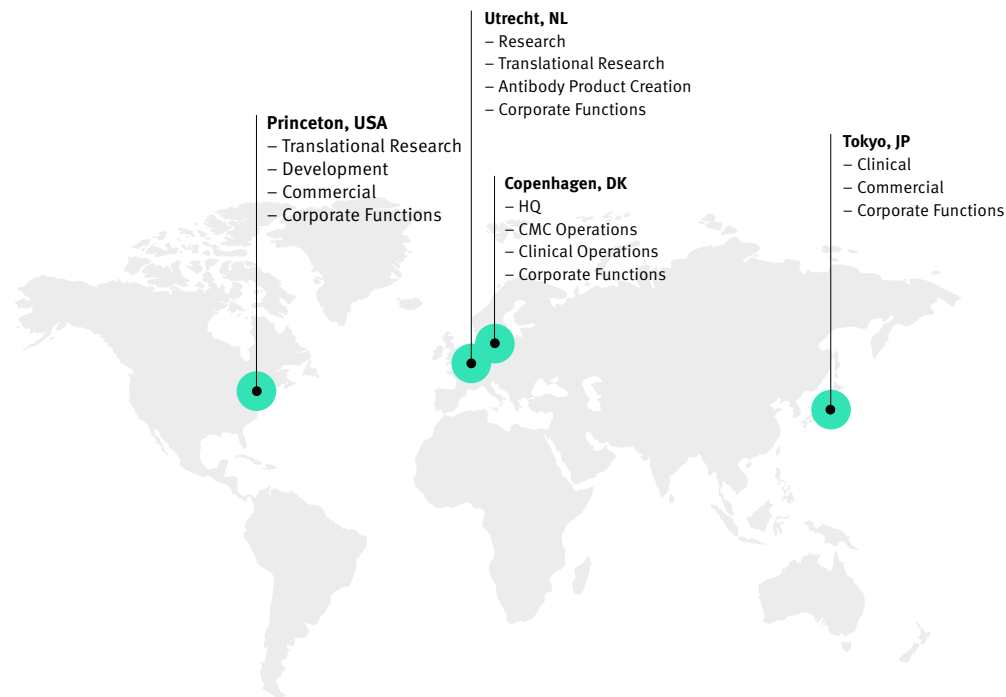 Utrecht, NL
– Research
– Translational Research
– Antibody Product Creation
– Corporate Functions
Princeton, USA
– Translational Research
– Development
– Commercial
– Corporate Functions
Tokyo, JP
– Clinical
– Commercial
– Corporate Functions
Copenhagen, DK
– HQ
– CMC Operations
– Clinical Operations
– Corporate Functions